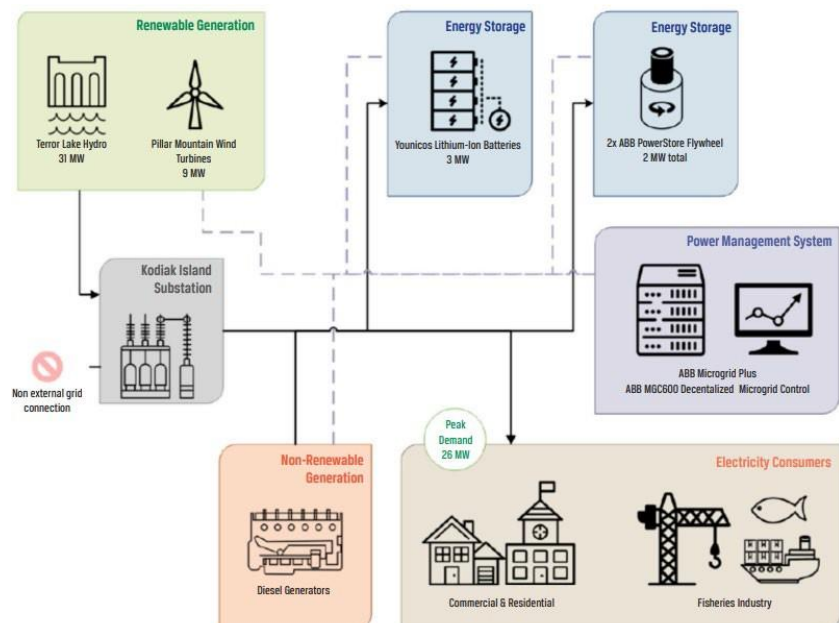 Renewable Generation
Terror Lake Hydro
31 MW
Pillar Mountain Wind
Turbines
9 MW
Energy Storage
Younicos Lithium-Ion Batteries
3 MW
Energy Storage
2x ABB PowerStore Flywheel
2 MW total
Kodiak Island
Substation
Non external grid
connection
Power Management System
ABB Microgrid Plus
ABB MGC600 Decentalized Microgrid Control
Non-Renewable
Generation
Diesel Generators
Peak
Demand
26 MW
Electricity Consumers
Commercial & Residential
Fisheries Industry